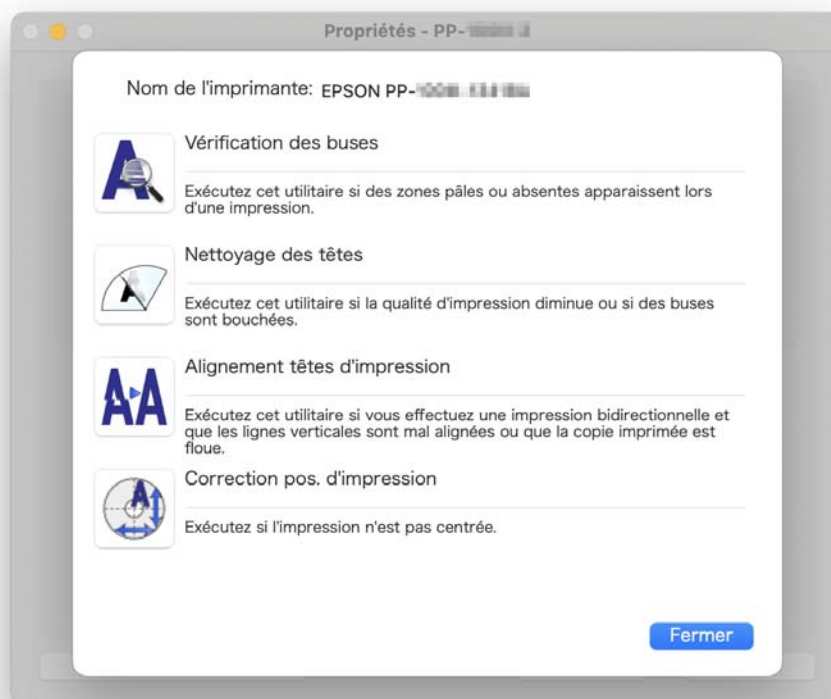 Propriétés - PP-
Nom de l'imprimante: EPSON PP-
Vérification des buses
Exécutez cet utilitaire si des zones pâles ou absentes apparaissent lors
d'une impression.
Nettoyage des têtes
Exécutez cet utilitaire si la qualité d'impression diminue ou si des buses
sont bouchées.
Alignement têtes d'impression
Exécutez cet utilitaire si vous effectuez une impression bidirectionnelle et
que les lignes verticales sont mal alignées ou que la copie imprimée est
floue.
Correction pos. d'impression
Exécutez si l'impression n'est pas centrée.
Fermer